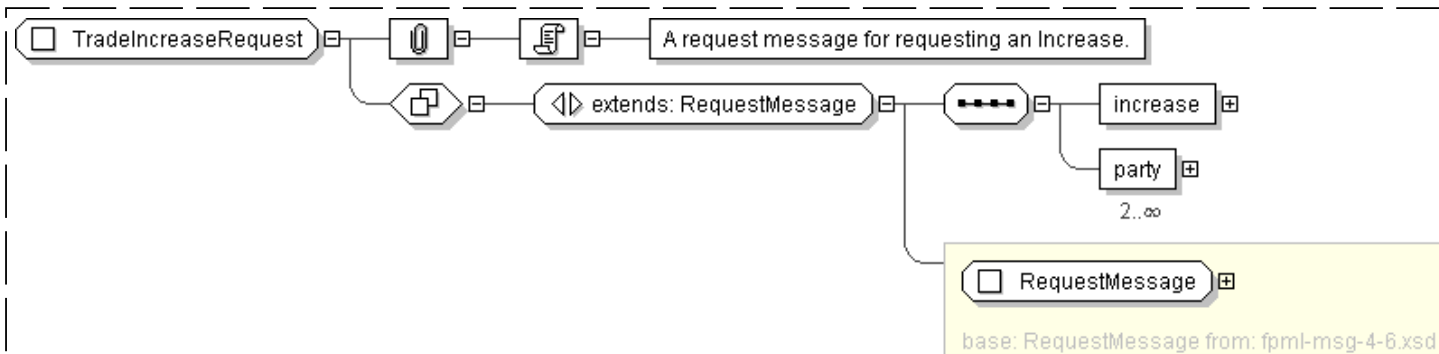 TradeIncreaseRequest
A request message for requesting an Increase.
extends: RequestMessage
increase
party
2..∞
RequestMessage
base: RequestMessage from: fpml-msg-4-6.xsd